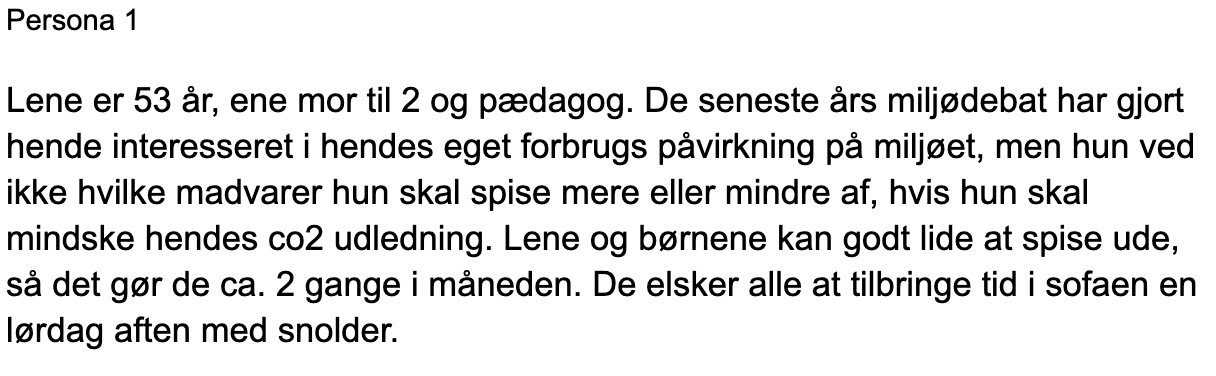 Persona 1
Lene er 53 år, ene mor til 2 og pædagog. De seneste års miljødebat har gjort
hende interesseret i hendes eget forbrugs påvirkning på miljøet, men hun ved
ikke hvilke madvarer hun skal spise mere eller mindre af, hvis hun skal
mindske hendes co2 udledning. Lene og børnene kan godt lide at spise ude,
så det gør de ca. 2 gange i måneden. De elsker alle at tilbringe tid i sofaen en
lørdag aften med snolder.